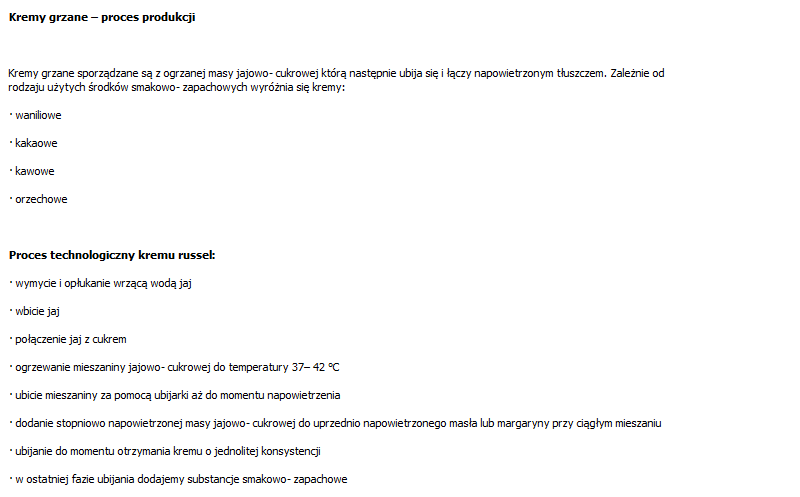 Kremy grzane – proces produkcji
Kremy grzane sporządzane są z ogrzanej masy jajowo- cukrowej którą następnie ubija się i łączy napowietrzonym tłuszczem. Zależnie od
rodzaju użytych środków smakowo- zapachowych wyróżnia się kremy:
· waniliowe
· kakaowe
· kawowe
· orzechowe
Proces technologiczny kremu russel:
· wymycie i opłukanie wrzącą wodą jaj
· wbicie jaj
· połączenie jaj z cukrem
· ogrzewanie mieszaniny jajowo- cukrowej do temperatury 37– 42 °C
· ubicie mieszaniny za pomocą ubijarki aż do momentu napowietrzenia
· dodanie stopniowo napowietrzonej masy jajowo- cukrowej do uprzednio napowietrzonego masła lub margaryny przy ciągłym mieszaniu
· ubijanie do momentu otrzymania kremu o jednolitej konsystencji
· w ostatniej fazie ubijania dodajemy substancje smakowo- zapachowe